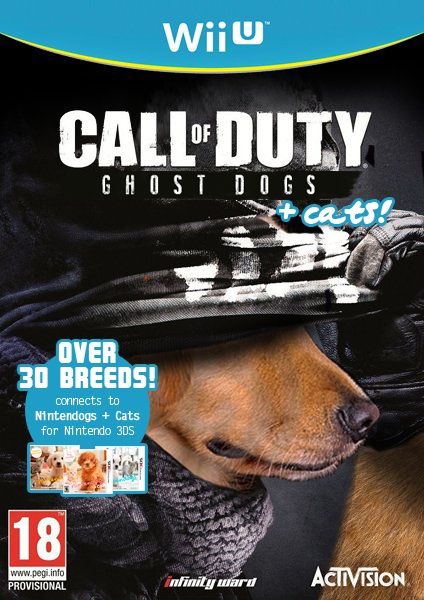 Wii U
CALL OF DUTY
GHOST DOGS
+ cats!
OVER
30 BREEDS!
connects to
Nintendogs + Cats
for Nintendo 3DS
18
www.pegi.info
PROVISIONAL
infinity ward
ACTIVISION